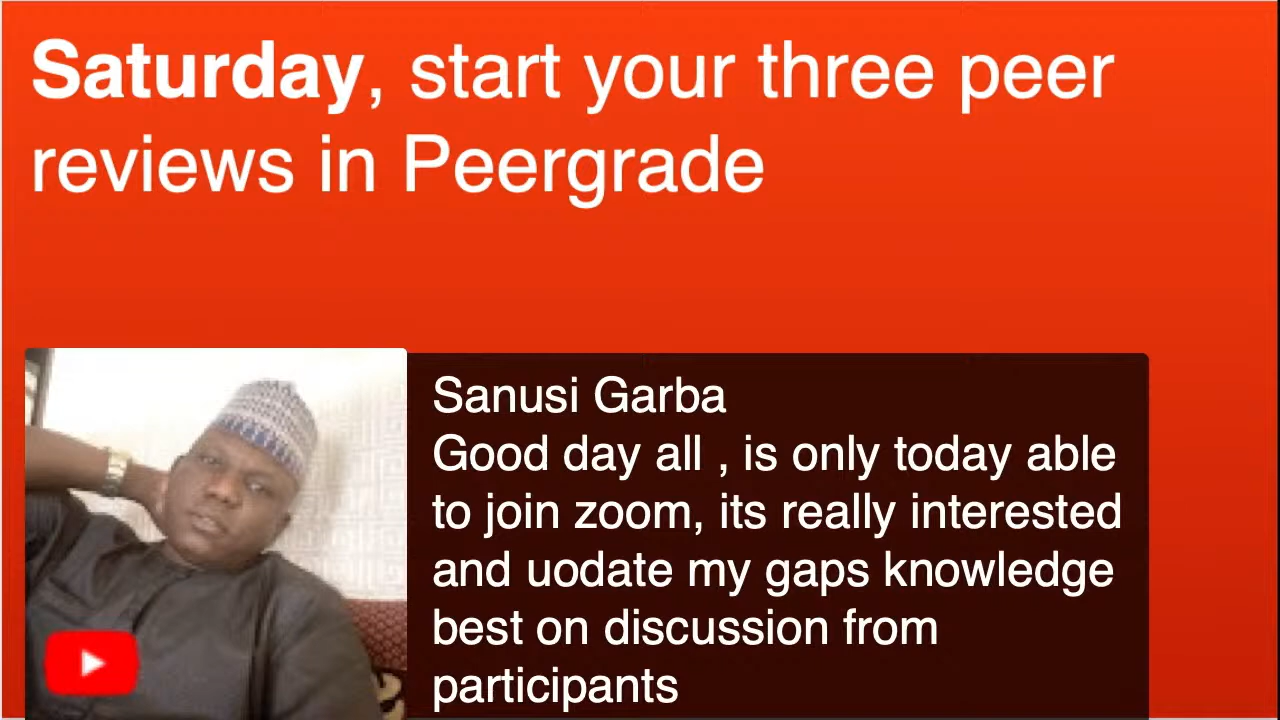 Saturday, start your three peer
reviews in Peergrade
Sanusi Garba
Good day all , is only today able
to join zoom, its really interested
and uodate my gaps knowledge
best on discussion from
participants